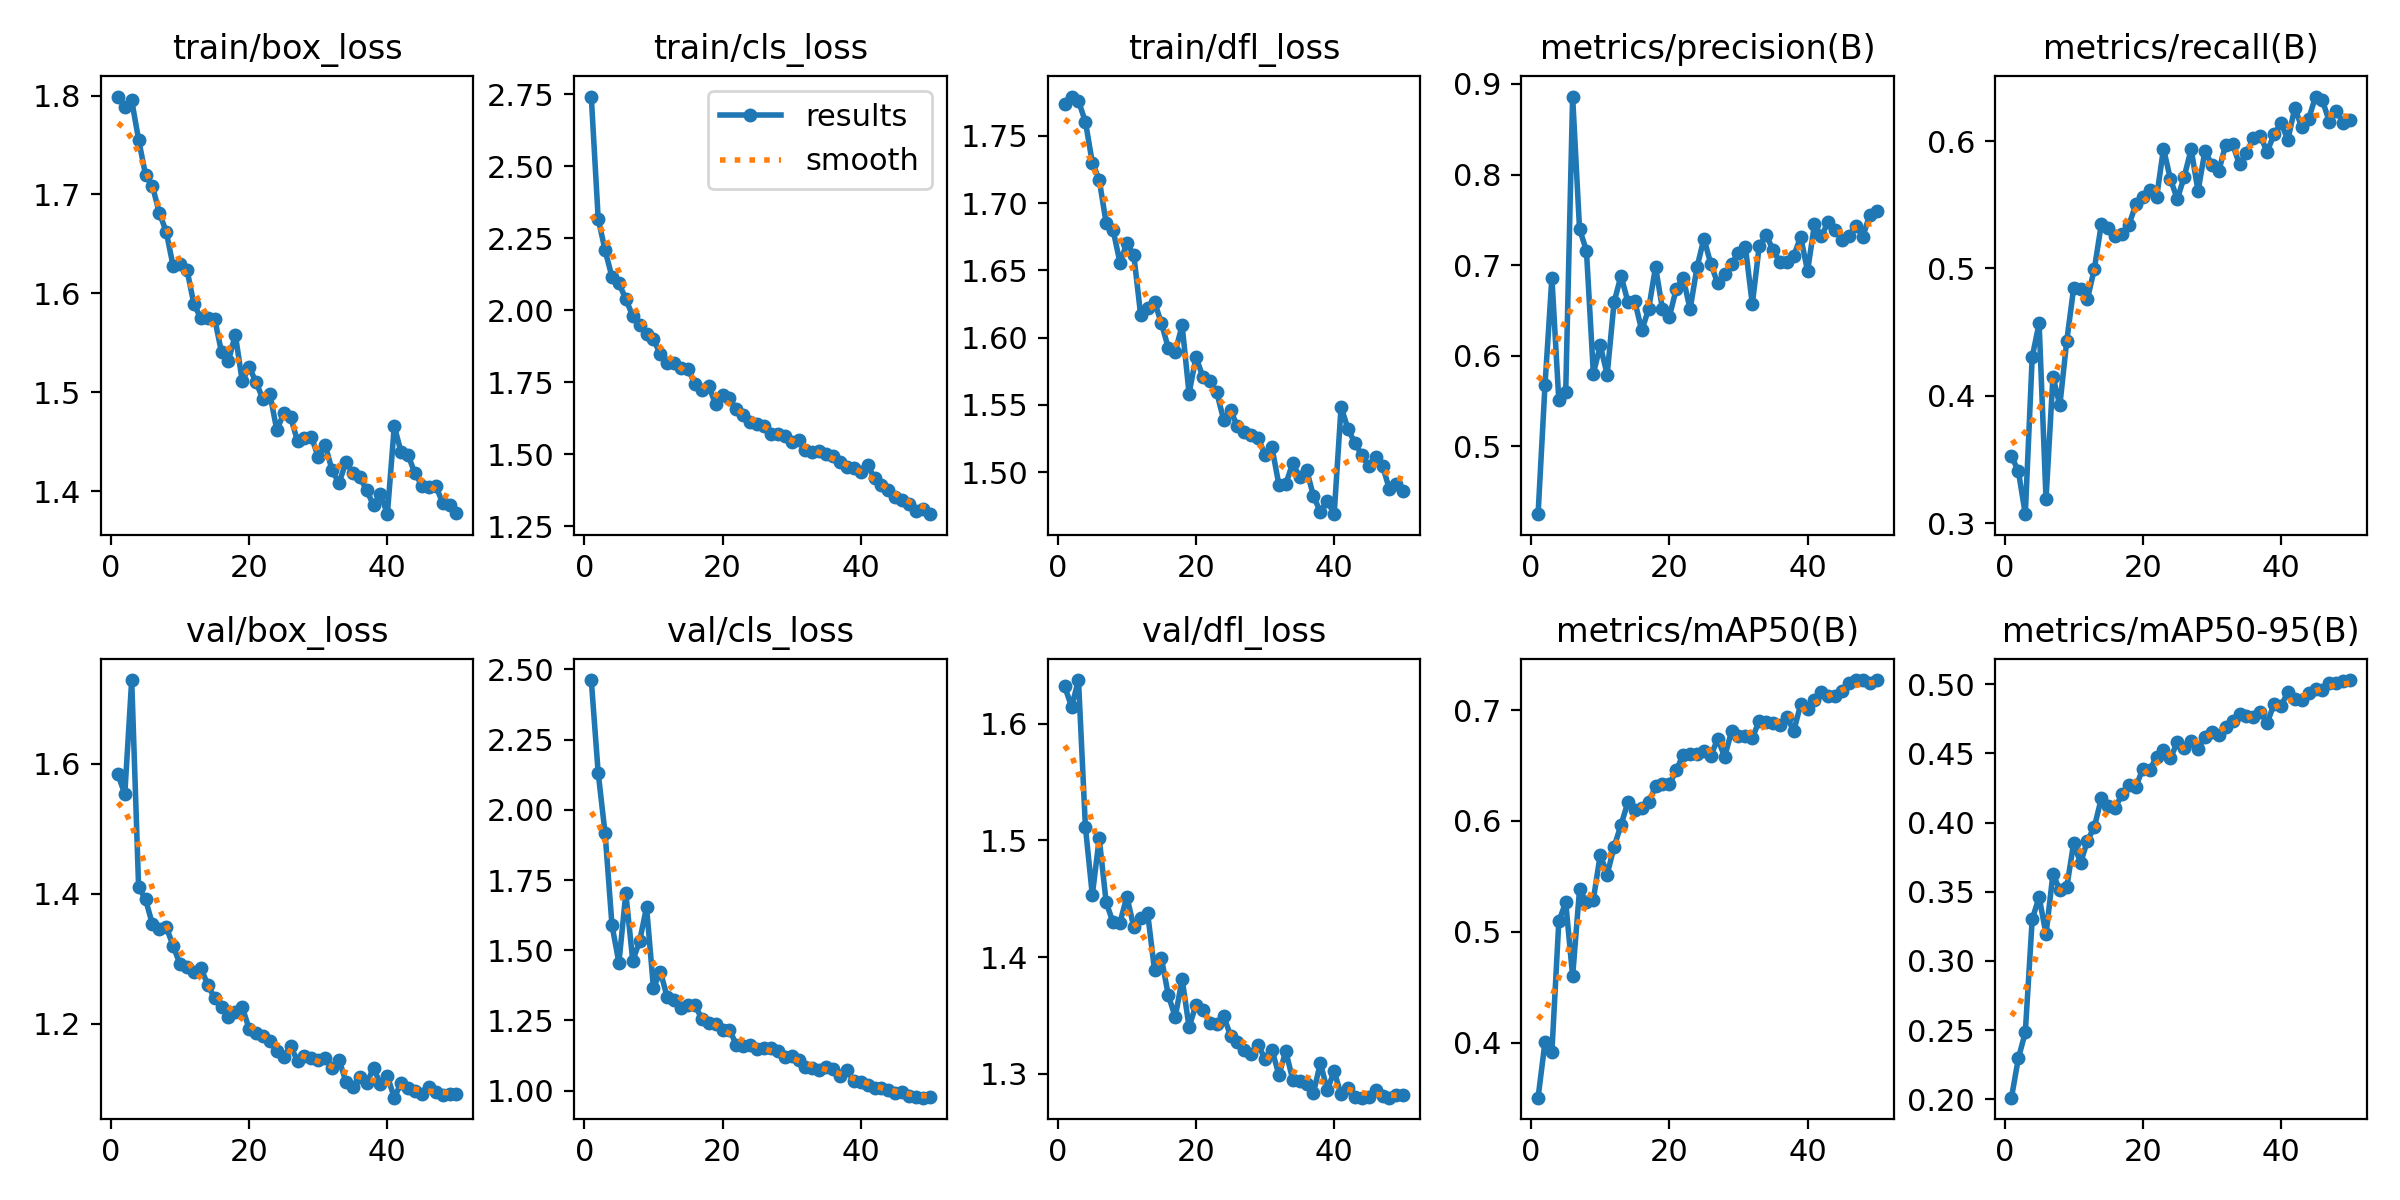 train/box_loss
1.8
1.7
1.6
1.5
1.4
0 20 40
train/cls_loss
2.75
2.50
2.25
2.00
1.75
1.50
1.25
0 20 40
results
smooth
train/dfl_loss
1.75
1.70
1.65
1.60
1.55
1.50
0 20 40
metrics/precision(B)
0.9
0.8
0.7
0.6
0.5
0 20 40
metrics/recall(B)
0.6
0.5
0.4
0.3
0 20 40
val/box_loss
1.6
1.4
1.2
0 20 40
val/cls_loss
2.50
2.25
2.00
1.75
1.50
1.25
1.00
0 20 40
val/dfl_loss
1.6
1.5
1.4
1.3
0 20 40
metrics/mAP50(B)
0.7
0.6
0.5
0.4
0 20 40
metrics/mAP50-95(B)
0.50
0.45
0.40
0.35
0.30
0.25
0.20
0 20 40